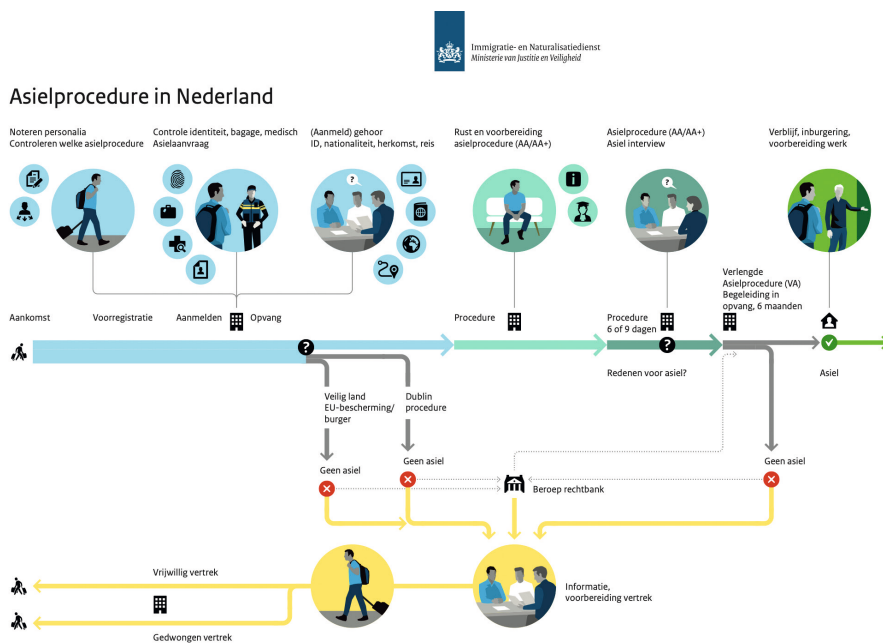 Immigratie- en Naturalisatiedienst
Ministerie van Justitie en Veiligheid
Asielprocedure in Nederland
Noteren personalia
Controleren welke asielprocedure
Controle identiteit, bagage, medisch
Asielaanvraag
(Aanmeld) gehoor
ID, nationaliteit, herkomst, reis
Rust en voorbereiding
asielprocedure (AA/AA+)
Asielprocedure (AA/AA+)
Asiel interview
Verblijf, inburgering,
voorbereiding werk
?
i
?
Verlengde
Asielprocedure (VA)
Begeleiding in
opvang, 6 maanden
Aankomst
Voorregistratie
Aanmelden
Opvang
Procedure
Procedure
6 of 9 dagen
?
?
Redenen voor asiel?
Asiel
Veilig land
EU-bescherming/
burger
Dublin
procedure
Geen asiel
Geen asiel
Geen asiel
Beroep rechtbank
Vrijwillig vertrek
Informatie,
voorbereiding vertrek
Gedwongen vertrek